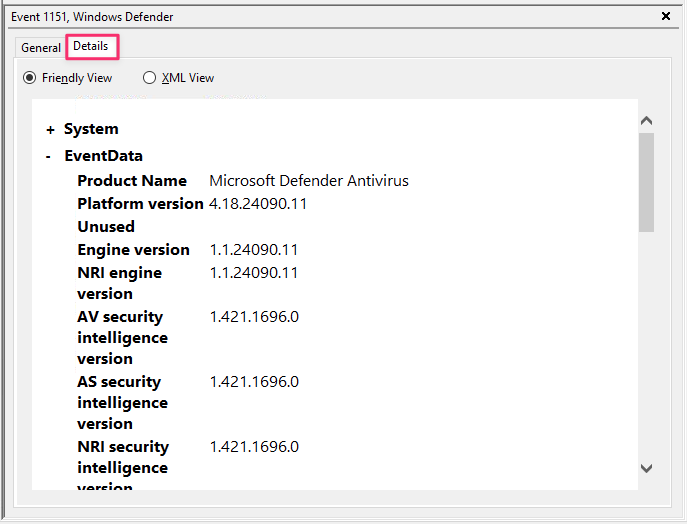 Event 1151, Windows Defender
General Details
Friendly View XML View
+ System
- EventData
Product Name Microsoft Defender Antivirus
Platform version 4.18.24090.11
Unused
Engine version 1.1.24090.11
NRI engine 1.1.24090.11
version
AV security 1.421.1696.0
intelligence
version
AS security 1.421.1696.0
intelligence
version
NRI security 1.421.1696.0
intelligence
version